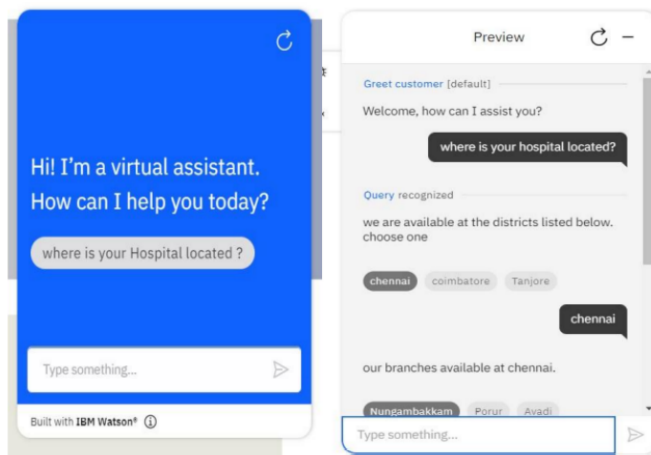 Hi! I'm a virtual assistant.
How can I help you today?
where is your Hospital located ?
Type something...
Built with IBM Watson®
Preview
Greet customer [default]
Welcome, how can I assist you?
where is your hospital located?
Query recognized
we are available at the districts listed below.
choose one
chennai coimbatore Tanjore
chennai
our branches available at chennai.
Nungambakkam Porur Avadi
Type something...